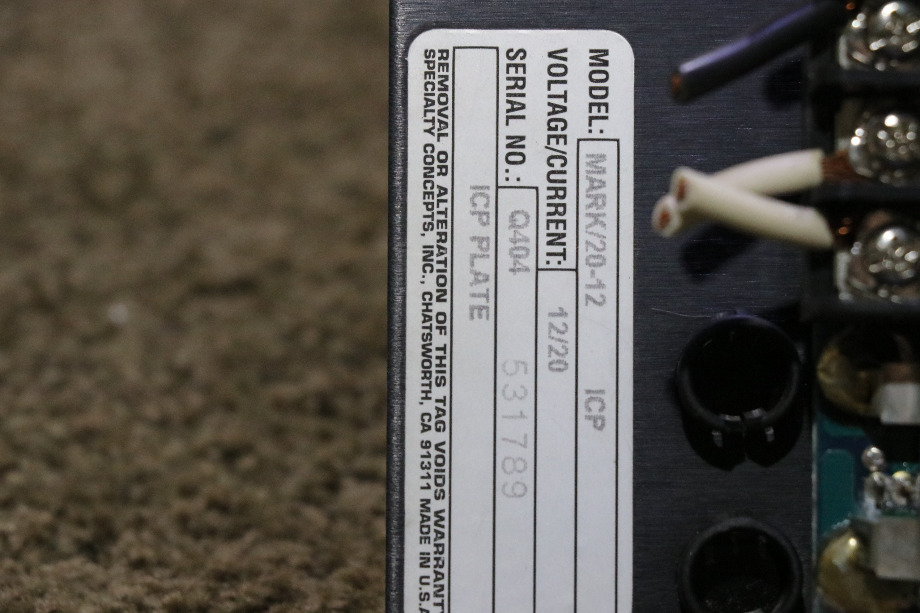 MODEL: MARK/20-12 ICP
VOLTAGE/CURRENT: 12/20
SERIAL NO.: Q404 531789
ICP PLATE
REMOVAL OR ALTERATION OF THIS TAG VOIDS WARRANT
SPECIALTY CONCEPTS, INC., CHATSWORTH, CA 91311 MADE IN U.S.A